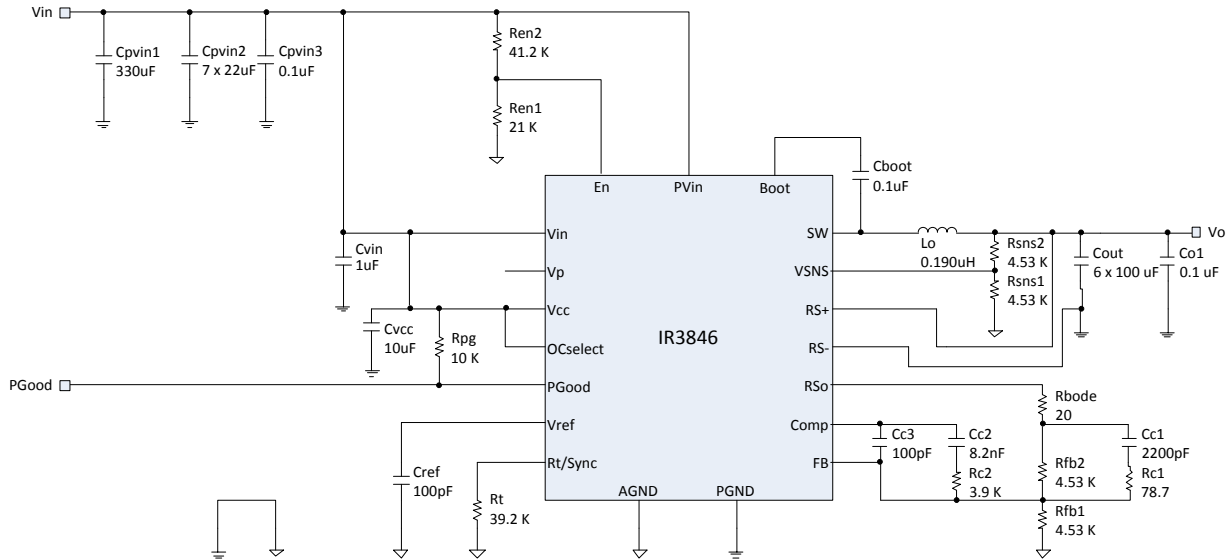 Vin
Cpvin1
330uF
Cpvin2
7 x 22uF
Cpvin3
0.1uF
Ren2
41.2 K
Ren1
21 K
Cboot
0.1uF
En
PVin
Boot
Vin
Vp
Vcc
OCselect
PGood
Vref
Rt/Sync
AGND
PGND
IR3846
SW
VSNS
RS+
RS-
RSo
Comp
FB
Cvin
1uF
Cvcc
10uF
Rpg
10 K
PGood
Cref
100pF
Rt
39.2 K
Lo
0.190uH
Rsns2
4.53 K
Rsns1
4.53 K
Cout
6 x 100 uF
Co1
0.1 uF
Vo
Rbode
20
Cc3
100pF
Cc2
8.2nF
Rc2
3.9 K
Rfb2
4.53 K
Cc1
2200pF
Rc1
78.7
Rfb1
4.53 K